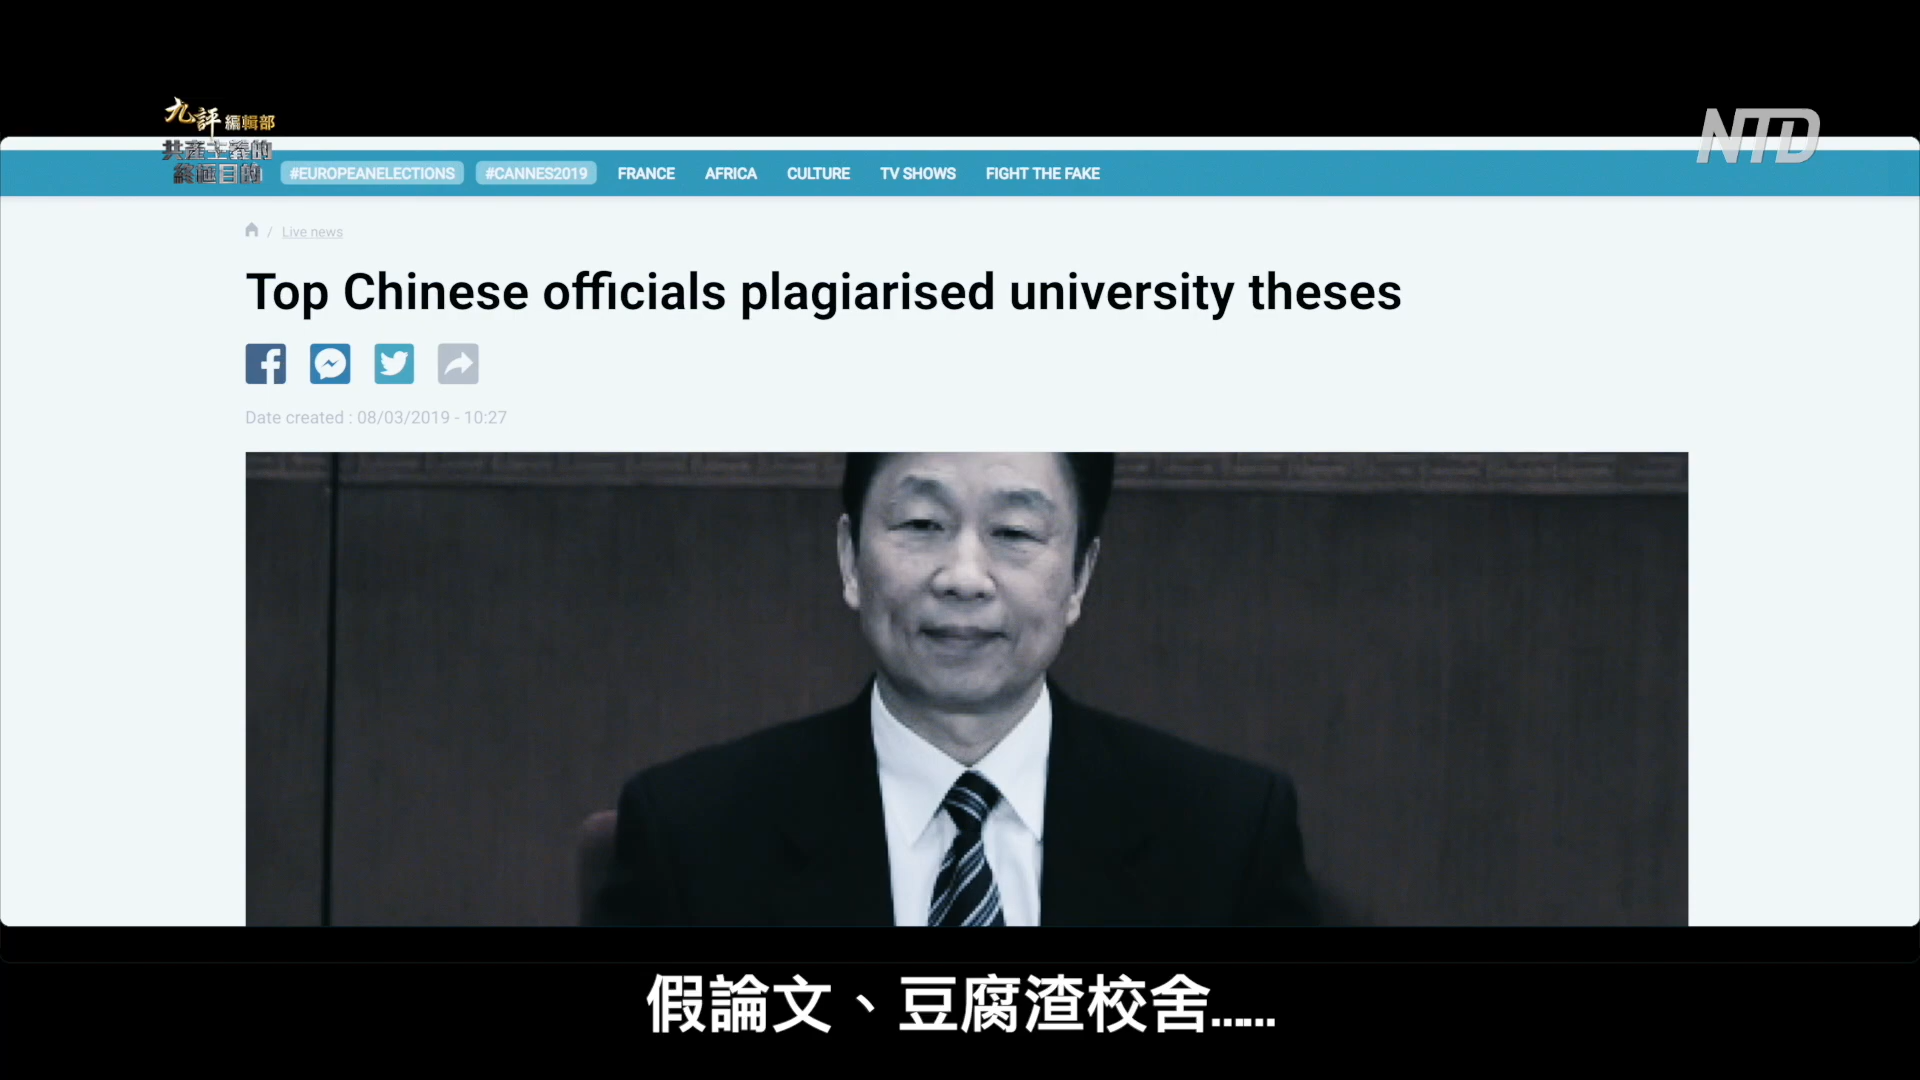 九評編輯部
共產主義的
終極目的
NTD
#EUROPEANELECTIONS #CANNES2019 FRANCE AFRICA CULTURE TV SHOWS FIGHT THE FAKE
/ Live news
Top Chinese officials plagiarised university theses
Date created : 08/03/2019 - 10:27
假論文、豆腐渣校舍......